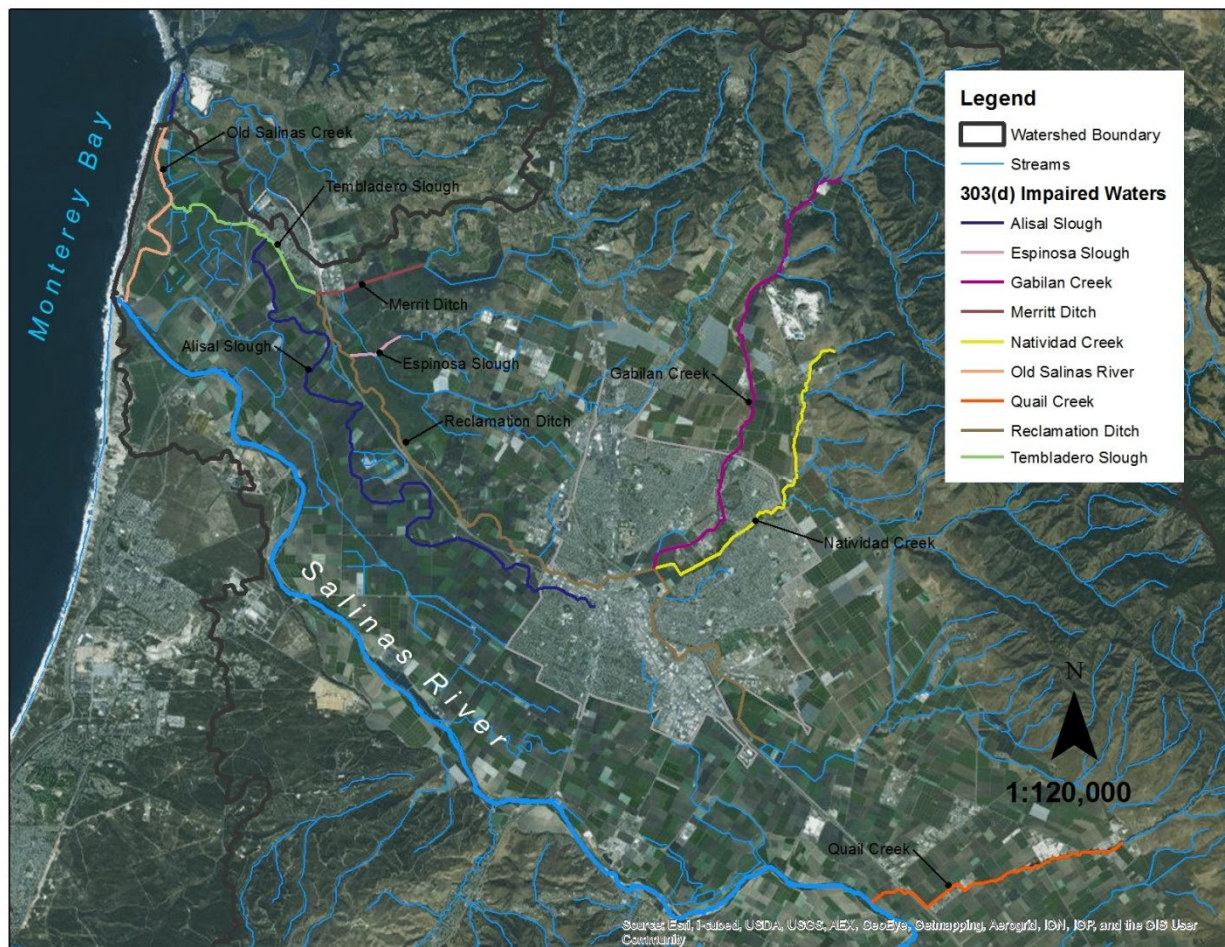 Legend
Watershed Boundary
Streams
303(d) Impaired Waters
Alisal Slough
Espinosa Slough
Gabilan Creek
Merritt Ditch
Natividad Creek
Old Salinas River
Quail Creek
Reclamation Ditch
Tembladero Slough
Monterey Bay
Old Salinas Creek
Tembladero Slough
Merrit Ditch
Alisal Slough
Espinosa Slough
Gabilan Creek
Reclamation Ditch
Natividad Creek
Salinas River
N
1:120,000
Quail Creek
Source: Esri, i-cubed, USDA, USGS, AEX, GeoEye, Getmapping, Aerogrid, IGN, IGP, and the GIS User
Community